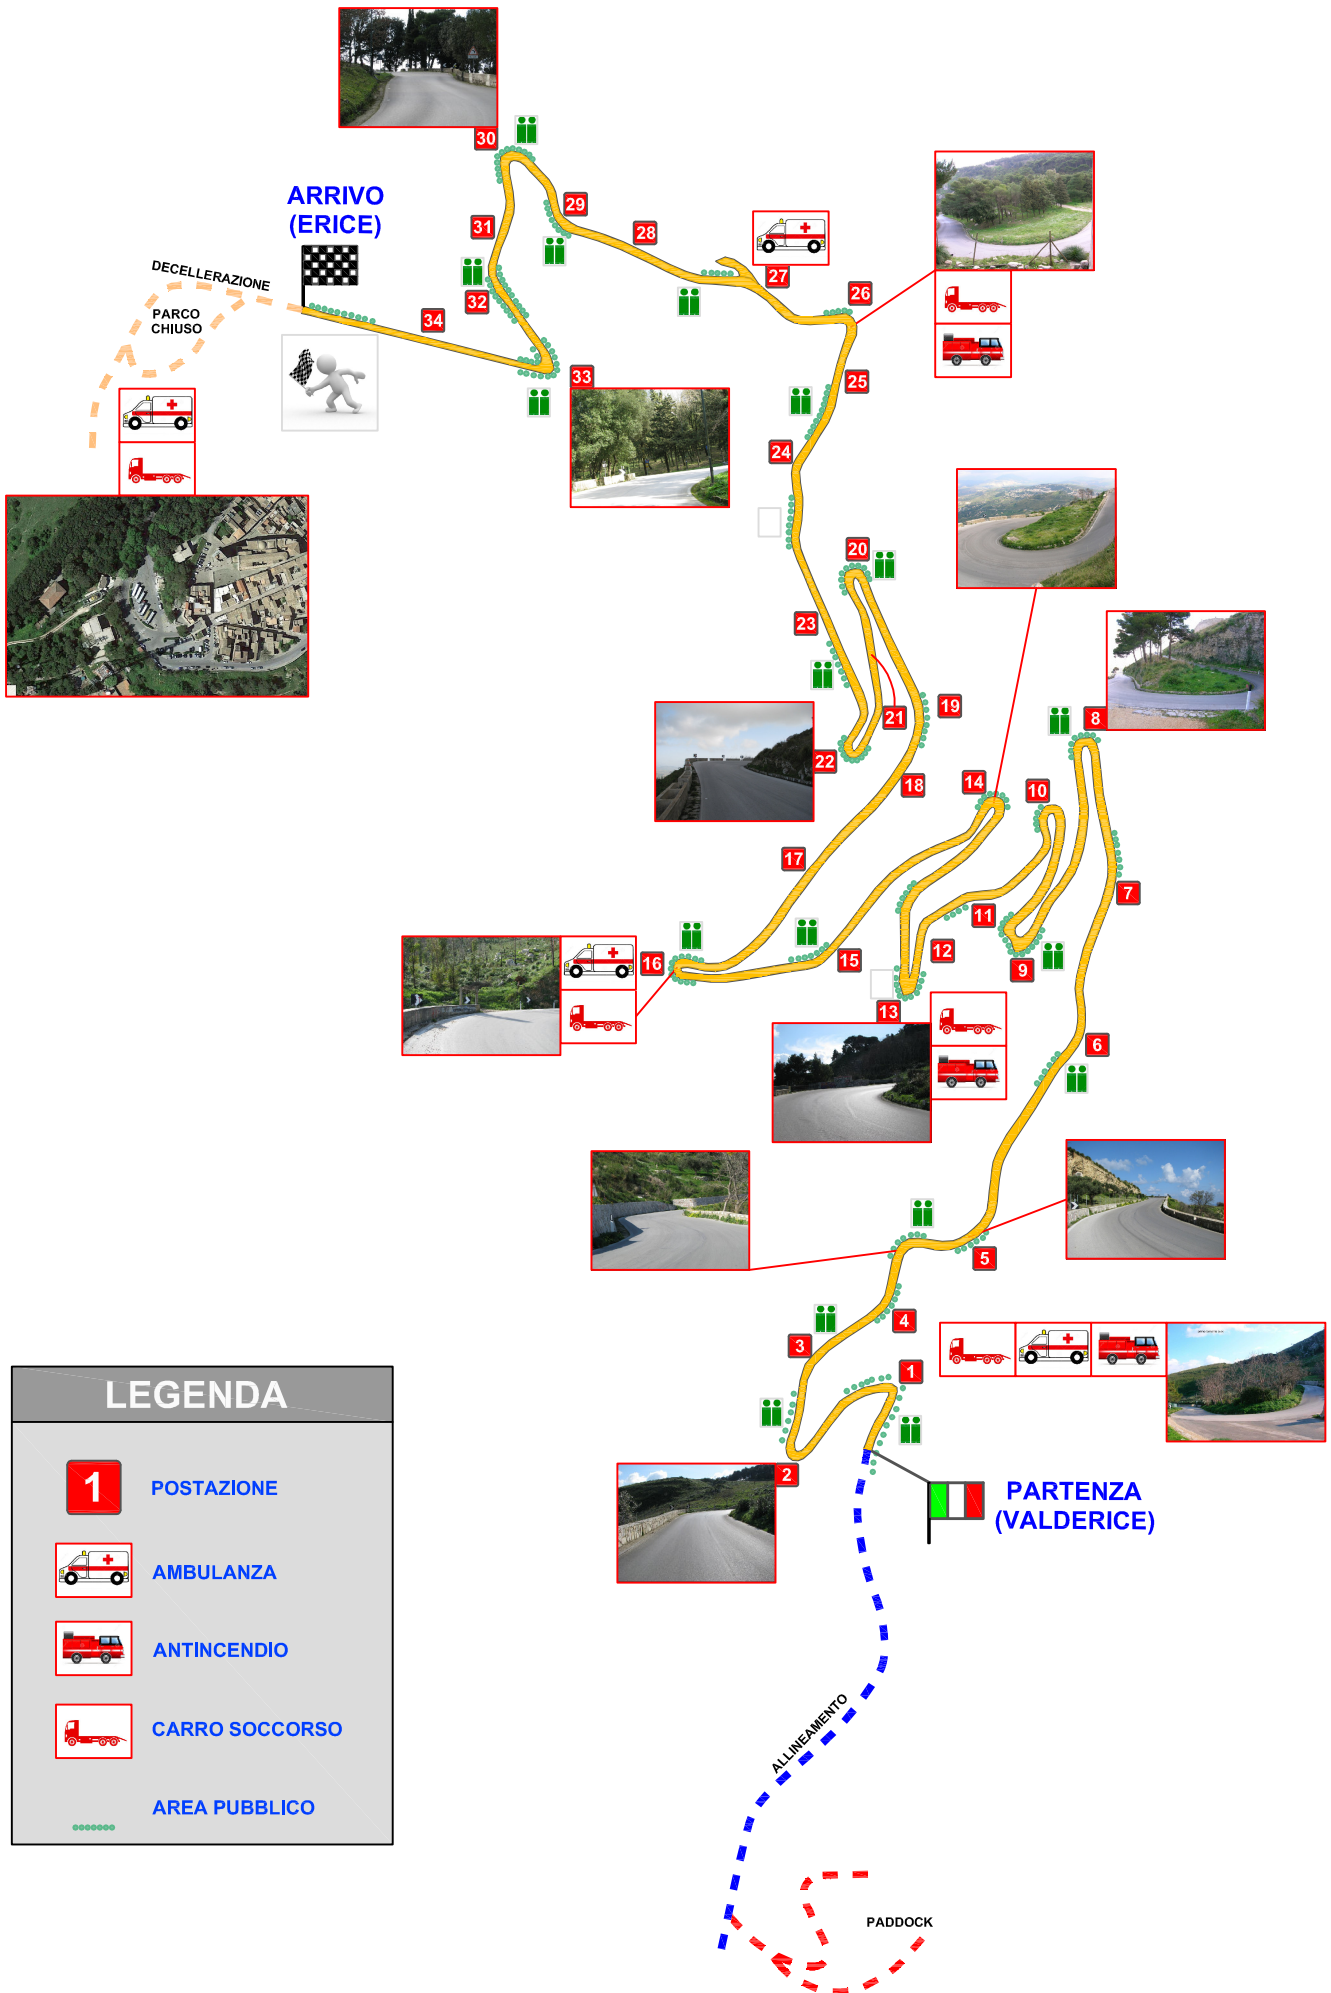 30
ARRIVO
(ERICE)
29
31
28
27
DECELLERAZIONE
26
32
PARCO
CHIUSO
34
33
25
24
20
23
19
21
8
22
18
14
10
17
7
11
12
15
16
9
13
6
5
4
3
1
2
PARTENZA
(VALDERICE)
LEGENDA
1
POSTAZIONE
AMBULANZA
ANTINCENDIO
CARRO SOCCORSO
AREA PUBBLICO
ALLINEAMENTO
PADDOCK